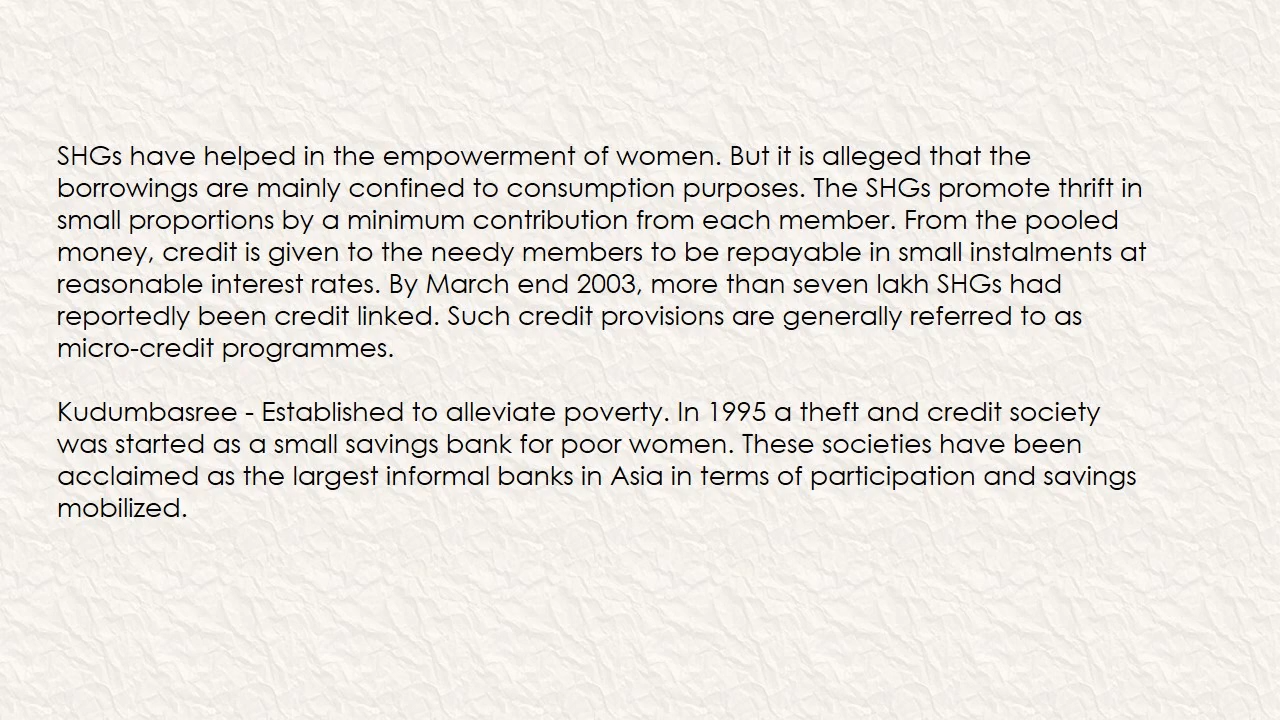 SHGs have helped in the empowerment of women. But it is alleged that the
borrowings are mainly confined to consumption purposes. The SHGs promote thrift in
small proportions by a minimum contribution from each member. From the pooled
money, credit is given to the needy members to be repayable in small instalments at
reasonable interest rates. By March end 2003, more than seven lakh SHGs had
reportedly been credit linked. Such credit provisions are generally referred to as
micro-credit programmes.
Kudumbasree - Established to alleviate poverty. In 1995 a theft and credit society
was started as a small savings bank for poor women. These societies have been
acclaimed as the largest informal banks in Asia in terms of participation and savings
mobilized.